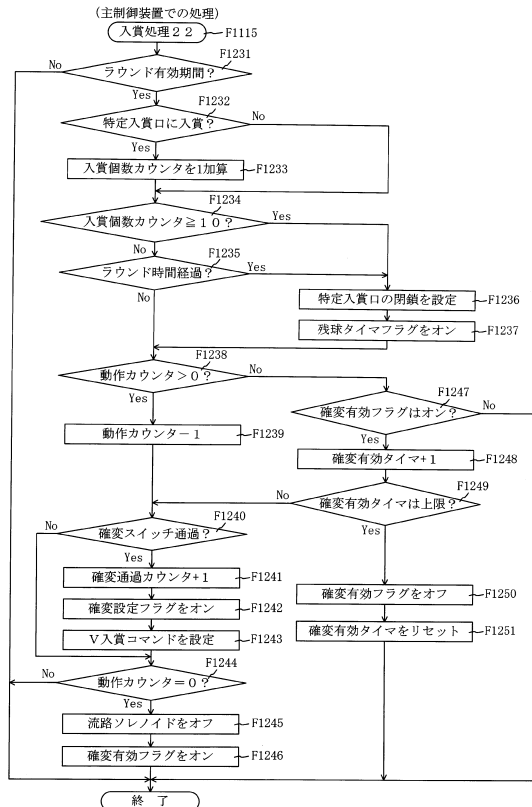 (主制御装置での処理)
入賞処理２２
F1115
F1231
ラウンド有効期間？
No
Yes
F1232
特定入賞口に入賞？
No
Yes
入賞個数カウンタを1加算
F1233
F1234
入賞個数カウンタ≧１０？
Yes
No
F1235
ラウンド時間経過？
Yes
No
特定入賞口の閉鎖を設定
F1236
残球タイマフラグをオン
F1237
F1238
動作カウンタ＞０？
No
Yes
F1247
確変有効フラグはオン？
No
Yes
動作カウンター１
F1239
確変有効タイマ+１
F1248
F1249
確変有効タイマは上限？
No
Yes
F1240
確変スイッチ通過？
No
Yes
確変通過カウンタ+1
F1241
確変設定フラグをオン
F1242
Ｖ入賞コマンドを設定
F1243
確変有効フラグをオフ
F1250
確変有効タイマをリセット
F1251
F1244
動作カウンタ＝０？
No
Yes
流路ソレノイドをオフ
F1245
確変有効フラグをオン
F1246
終 了